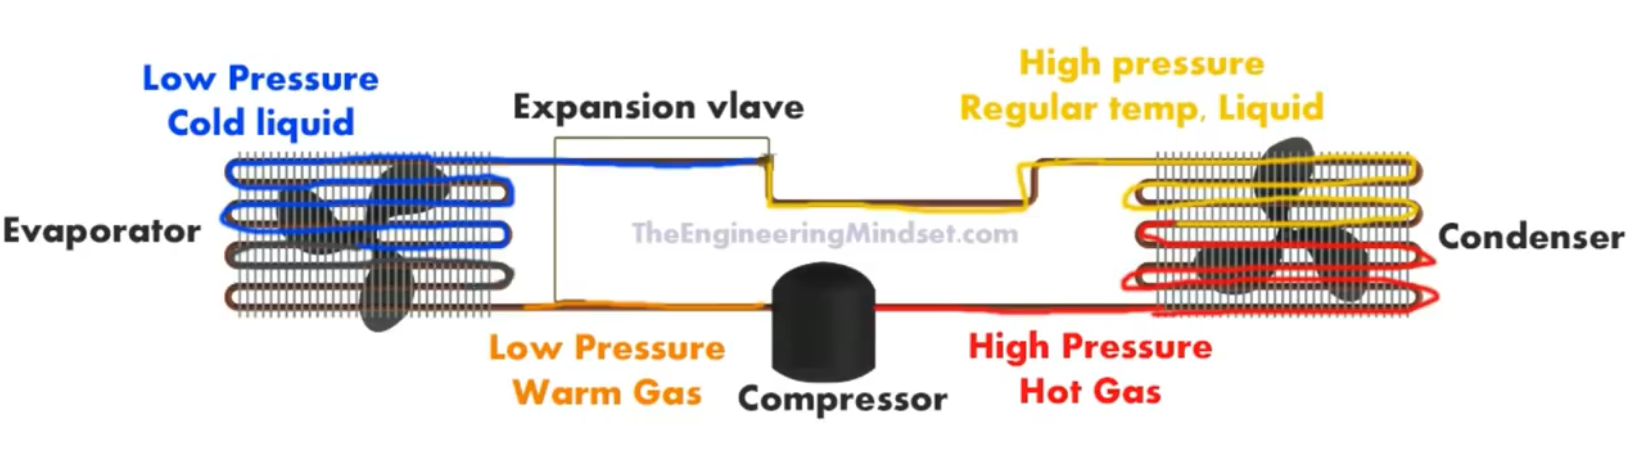 Low Pressure
Cold liquid
Expansion vlave
High pressure
Regular temp, Liquid
Evaporator
TheEngineeringMindset.com
Condenser
Low Pressure
Warm Gas
Compressor
High Pressure
Hot Gas